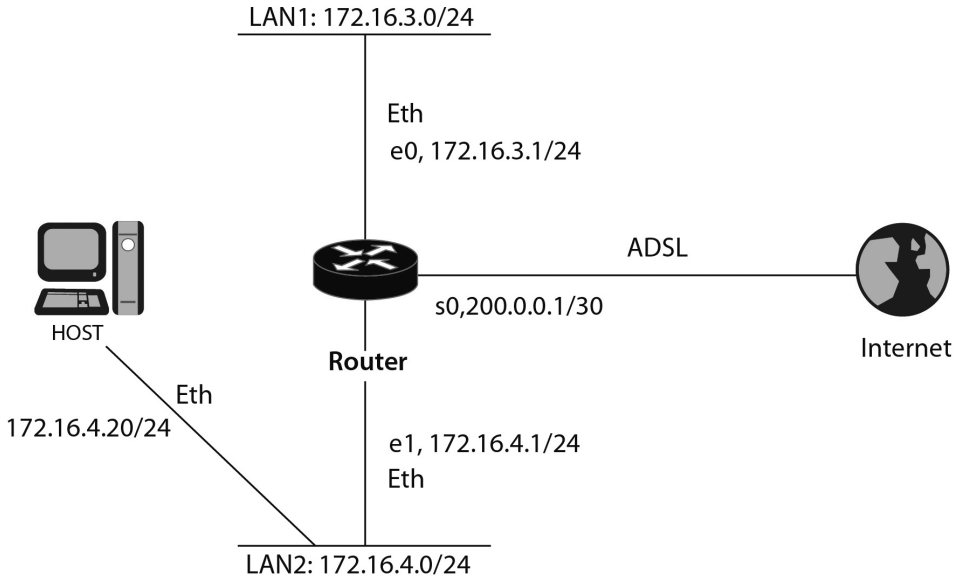 LAN1: 172.16.3.0/24
Eth
e0, 172.16.3.1/24
ADSL
s0,200.0.0.1/30
HOST
Internet
Router
Eth
172.16.4.20/24
e1, 172.16.4.1/24
Eth
LAN2: 172.16.4.0/24